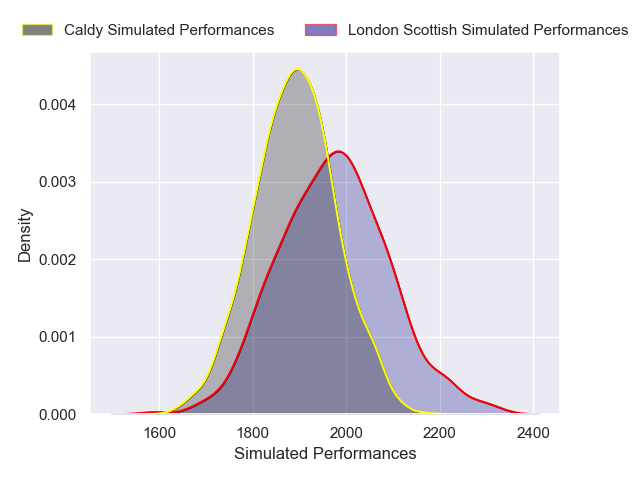 Caldy Simulated Performances London Scottish Simulated Performances
0.004
0.003
0.002
0.001
0.000
Density
1600 1800 2000 2200 2400
Simulated Performances